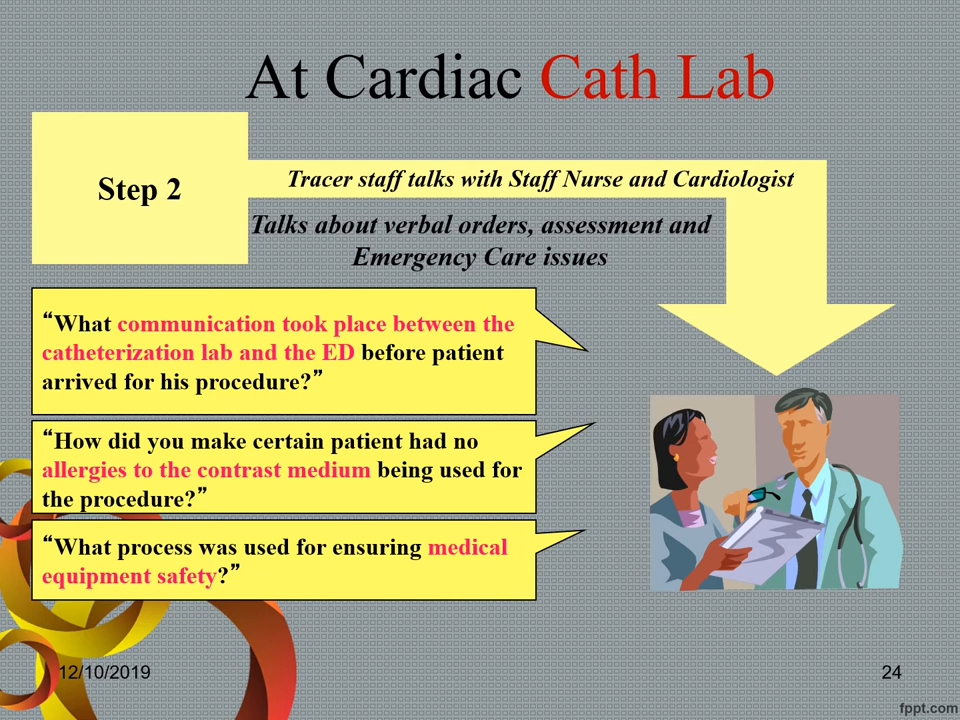 At Cardiac Cath Lab
Step 2
Tracer staff talks with Staff Nurse and Cardiologist
Talks about verbal orders, assessment and
Emergency Care issues
“What communication took place between the
catheterization lab and the ED before patient
arrived for his procedure?”
“How did you make certain patient had no
allergies to the contrast medium being used for
the procedure?”
“What process was used for ensuring medical
equipment safety?”
12/10/2019
24
fppt.com